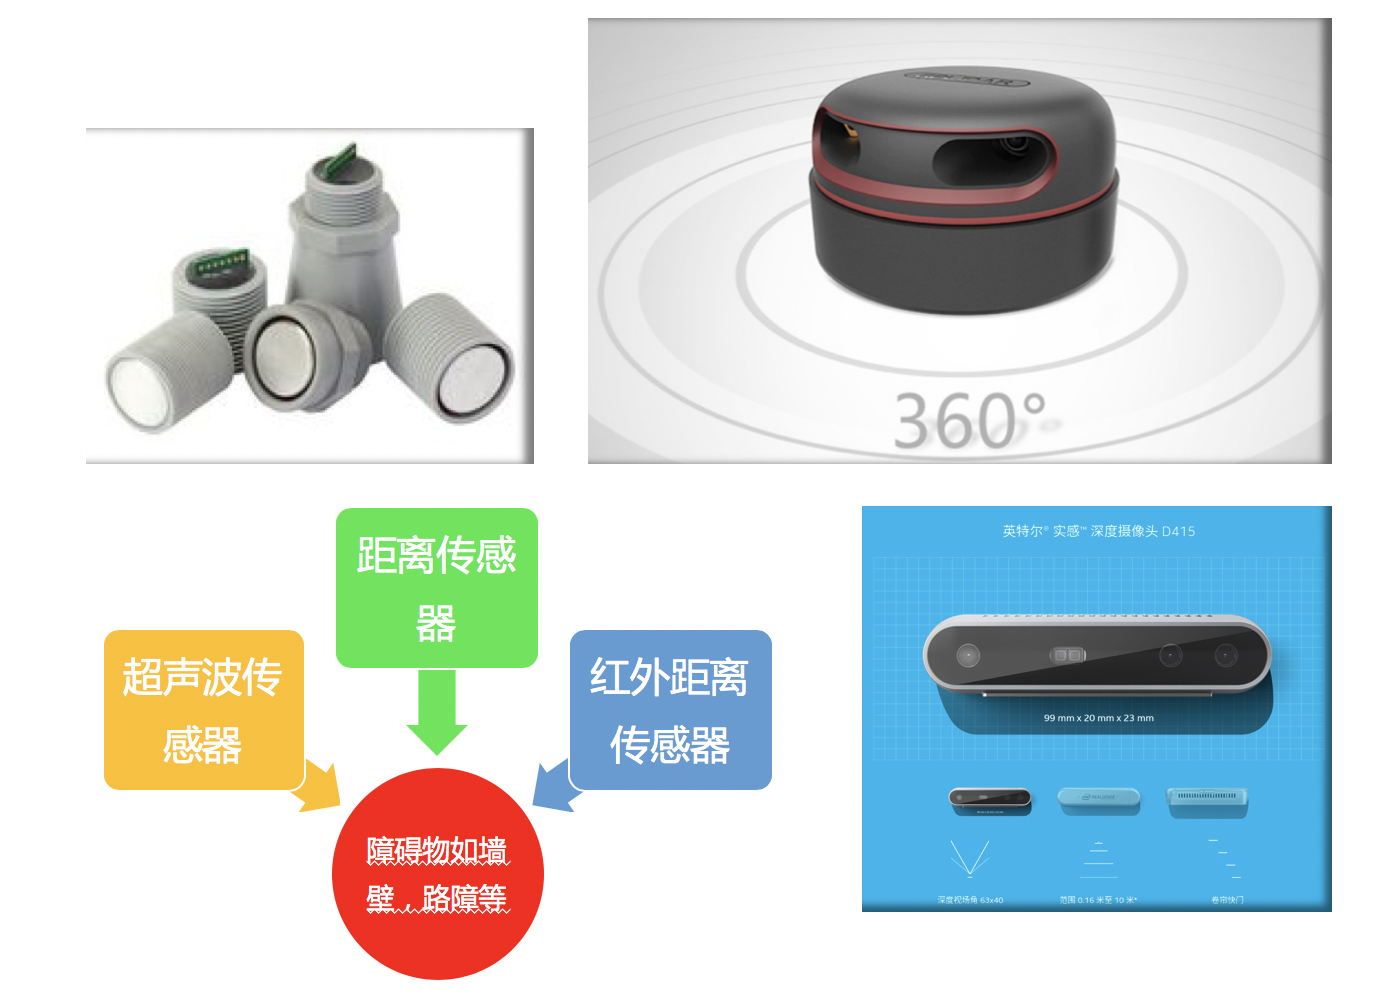 360°
距离传感
器
超声波传
感器
红外距离
传感器
障碍物如墙
壁，路障等
英特尔® 实感™ 深度摄像头 D415
99 mm x 20 mm x 23 mm
深度视场角 63x40
范围 0.16 米至 10 米*
卷帘快门